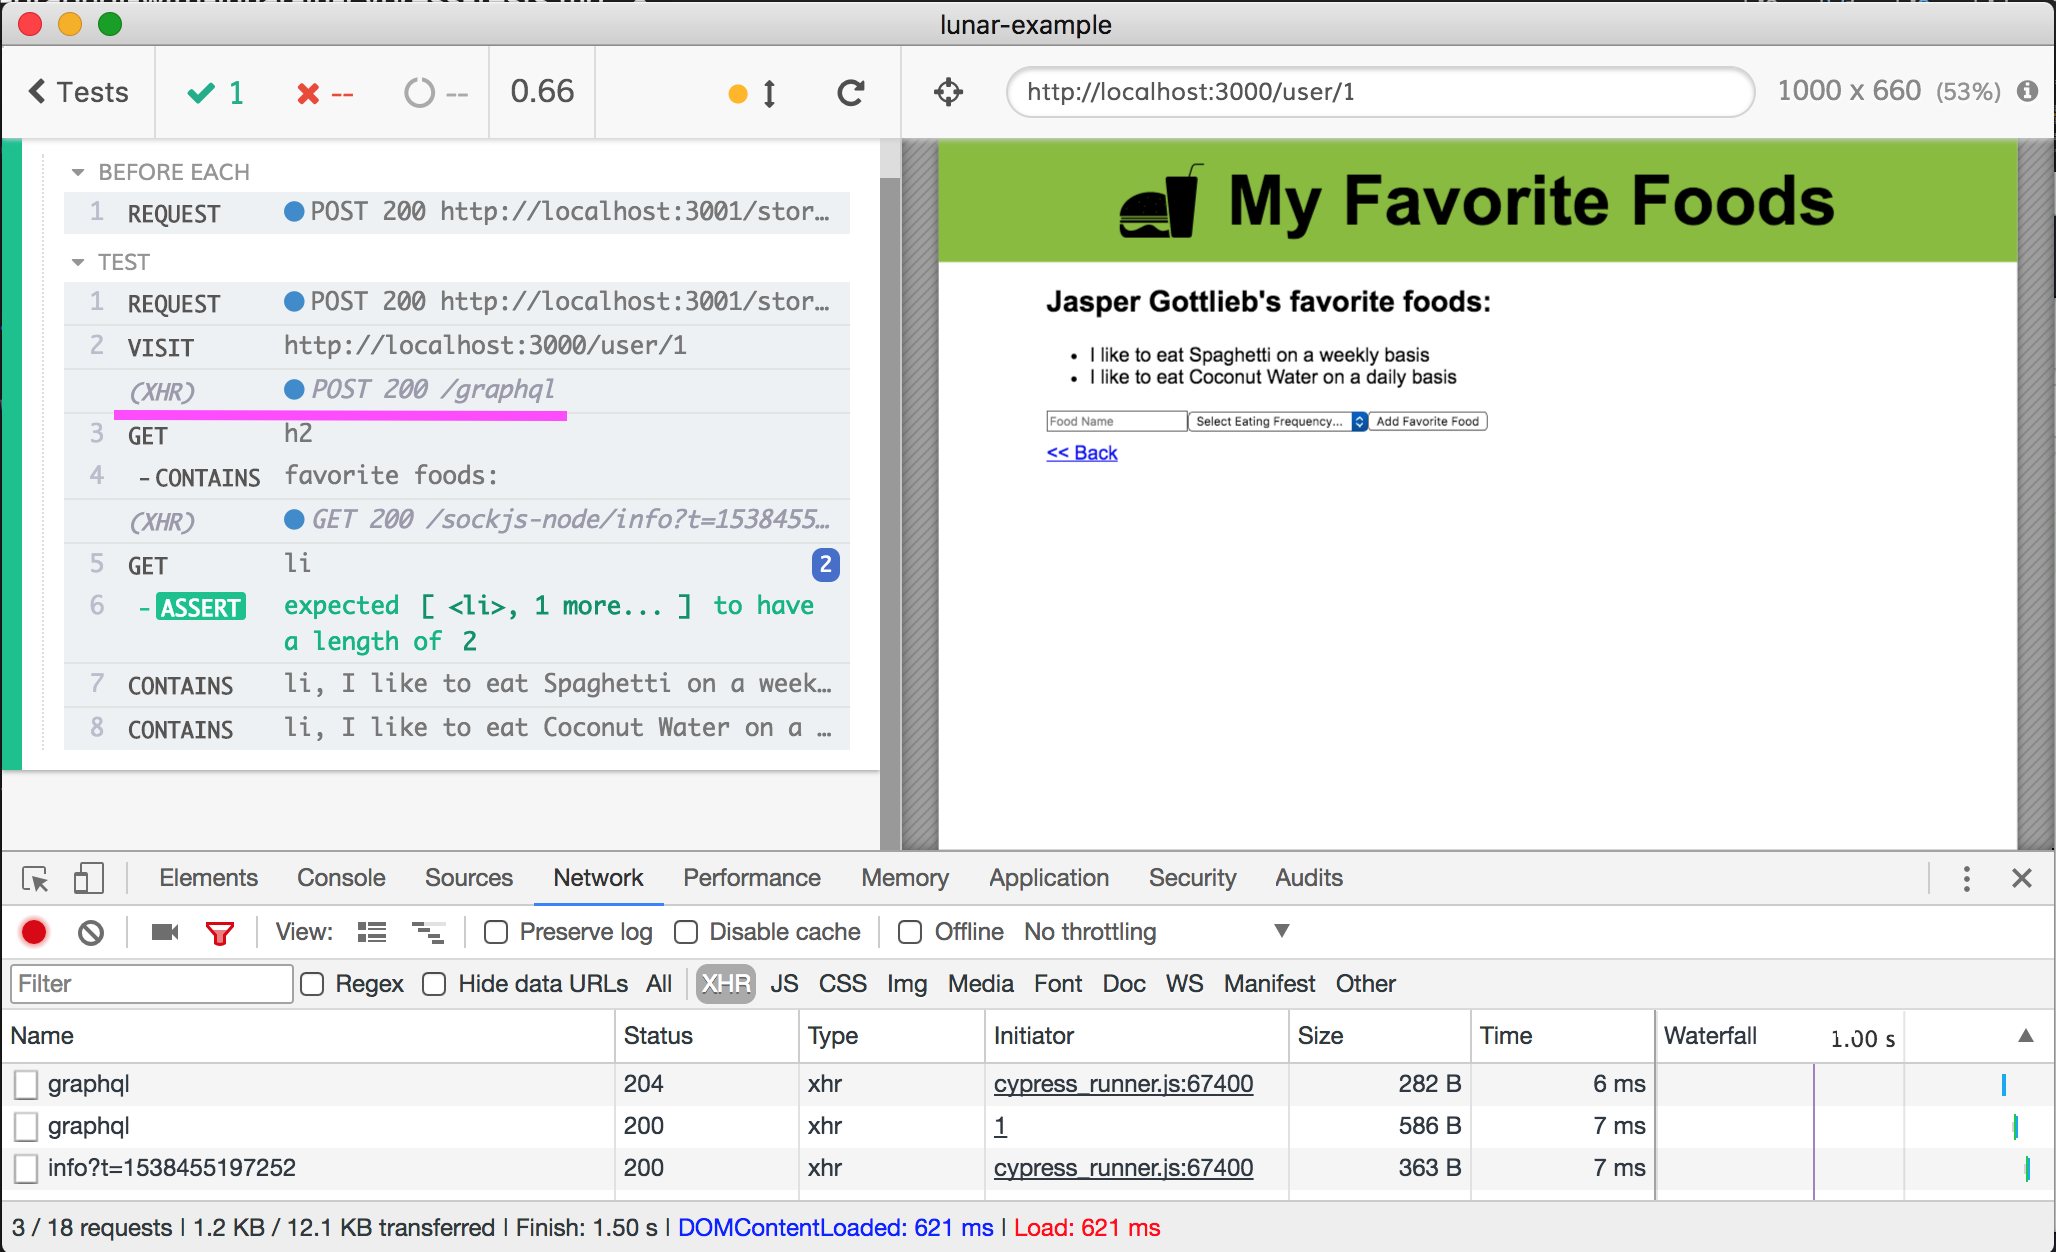 lunar-example
Tests 1 -- -- 0.66 http://localhost:3000/user/1 1000 x 660 (53%)
BEFORE EACH
1 REQUEST POST 200 http://localhost:3001/stor…
TEST
1 REQUEST POST 200 http://localhost:3001/stor…
2 VISIT http://localhost:3000/user/1
(XHR) POST 200 /graphql
3 GET h2
4 -CONTAINS favorite foods:
(XHR) GET 200 /sockjs-node/info?t=1538455…
5 GET li 2
6 -ASSERT expected [ <li>, 1 more... ] to have
a length of 2
7 CONTAINS li, I like to eat Spaghetti on a week…
8 CONTAINS li, I like to eat Coconut Water on a …
My Favorite Foods
Jasper Gottlieb's favorite foods:
• I like to eat Spaghetti on a weekly basis
• I like to eat Coconut Water on a daily basis
Food Name Select Eating Frequency... Add Favorite Food
<< Back
Elements Console Sources Network Performance Memory Application Security Audits
View: Preserve log Disable cache Offline No throttling
Filter Regex Hide data URLs All XHR JS CSS Img Media Font Doc WS Manifest Other
Name Status Type Initiator Size Time Waterfall 1.00 s
graphql 204 xhr cypress_runner.js:67400 282 B 6 ms
graphql 200 xhr 1 586 B 7 ms
info?t=1538455197252 200 xhr cypress_runner.js:67400 363 B 7 ms
3 / 18 requests | 1.2 KB / 12.1 KB transferred | Finish: 1.50 s | DOMContentLoaded: 621 ms | Load: 621 ms